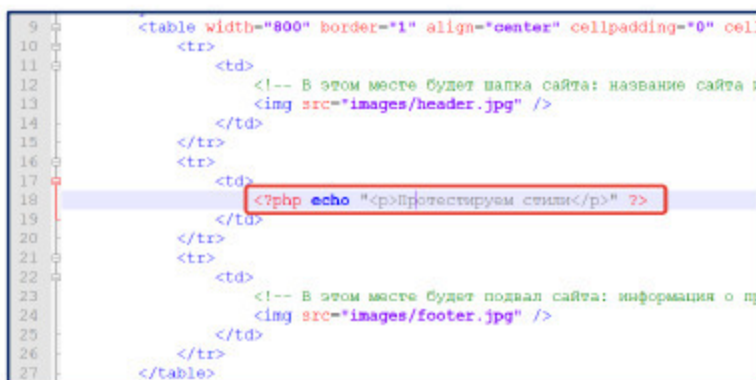 9 <table width="800" border="1" align="center" cellpadding="0" cel
10 <tr>
11 <td>
12 <!-- В этом месте будет шапка сайта: название сайта
13 <img src="images/header.jpg" />
14 </td>
15 </tr>
16 <tr>
17 <td>
18 <?php echo "<p>Протестируем стили</p>" ?>
19 </td>
20 </tr>
21 <tr>
22 <td>
23 <!-- В этом месте будет подвал сайта: информация о
24 <img src="images/footer.jpg" />
25 </td>
26 </tr>
27 </table>